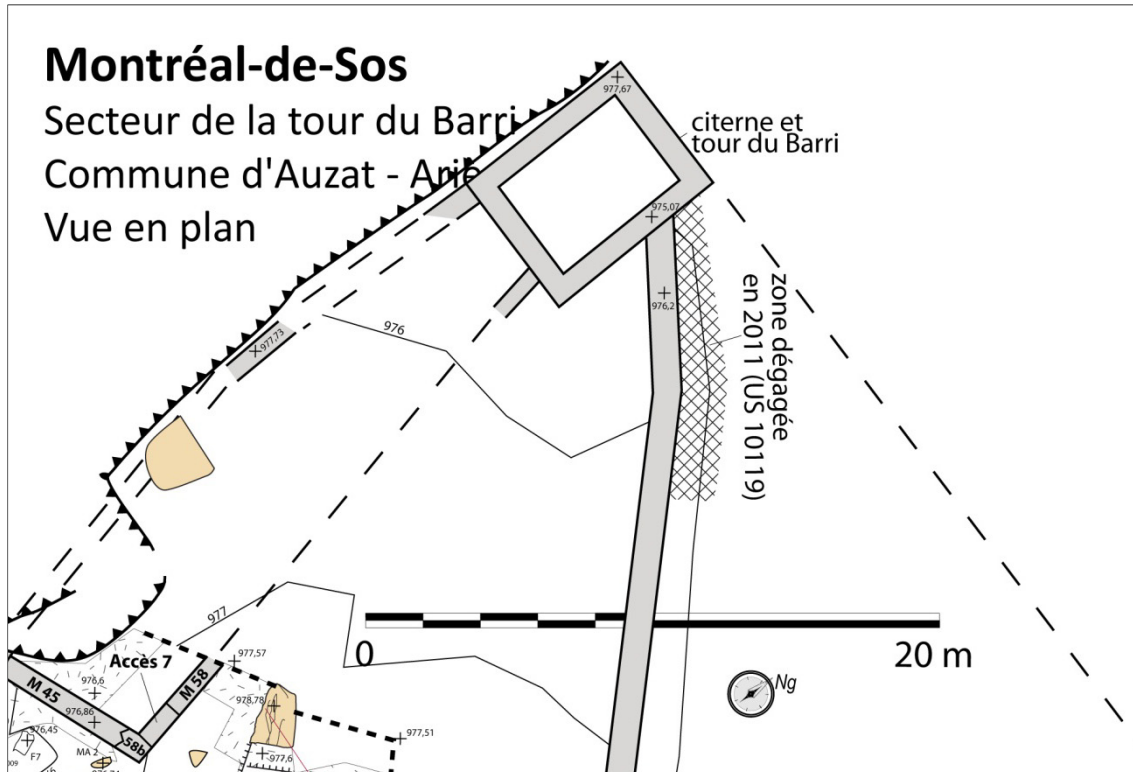 Montréal-de-Sos
Secteur de la tour du Barri
Commune d'Auzat - Ariè
Vue en plan
977,67
citerne et
tour du Barri
975,07
976,2
zone dégagée
en 2011 (US 10119)
976
977,73
977
0
20 m
Ng
Accès 7
977,57
M 45
M 58
976,6
978,78
976,86
58b
977,51
976,45
F7
MA 2
977,6
009